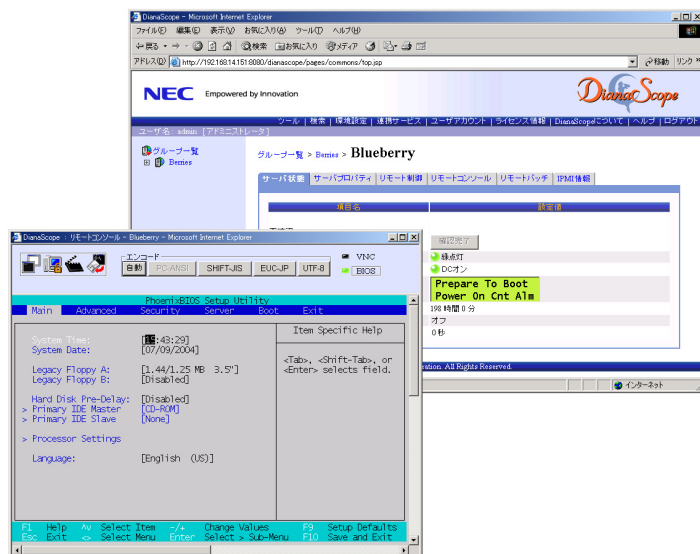 DianaScope - Microsoft Internet Explorer
ファイル(F) 編集(E) 表示(V) お気に入り(A) ツール(T) ヘルプ(H)
戻る 検索 お気に入り メディア
アドレス(D) http://192.168.14.151:8080/dianascope/pages/commons/top.jsp 移動 リンク »
NEC Empowered by Innovation DianaScope
ツール | 検索 | 環境設定 | 連携サービス | ユーザアカウント | ライセンス情報 | DianaScopeについて | ヘルプ | ログアウト
ユーザ名: admin [アドミニストレータ]
グループ一覧
Berries
グループ一覧 > Berries > Blueberry
サーバ状態 サーバプロパティ リモート制御 リモートコンソール リモートバッチ IPMI情報
項目名 設定値
確認完了
緑点灯
DCオン
Prepare To Boot
Power On Cnt Alm
198 時間 0 分
オフ
0 秒
ration. All Rights Reserved.
インターネット
DianaScope : リモートコンソール - Blueberry - Microsoft Internet Explorer
エンコード
自動 PC-ANSI SHIFT-JIS EUC-JP UTF-8
VNC
BIOS
PhoenixBIOS Setup Utility
Main Advanced Security Server Boot Exit
Item Specific Help
System Time: [15:43:29]
System Date: [07/09/2004]
<Tab>, <Shift-Tab>, or
<Enter> selects field.
Legacy Floppy A: [1.44/1.25 MB 3.5"]
Legacy Floppy B: [Disabled]
Hard Disk Pre-Delay: [Disabled]
> Primary IDE Master [CD-ROM]
> Primary IDE Slave [None]
> Processor Settings
Language: [English (US)]
F1 Help ^v Select Item -/+ Change Values F9 Setup Defaults
Esc Exit <> Select Menu Enter Select > Sub-Menu F10 Save and Exit